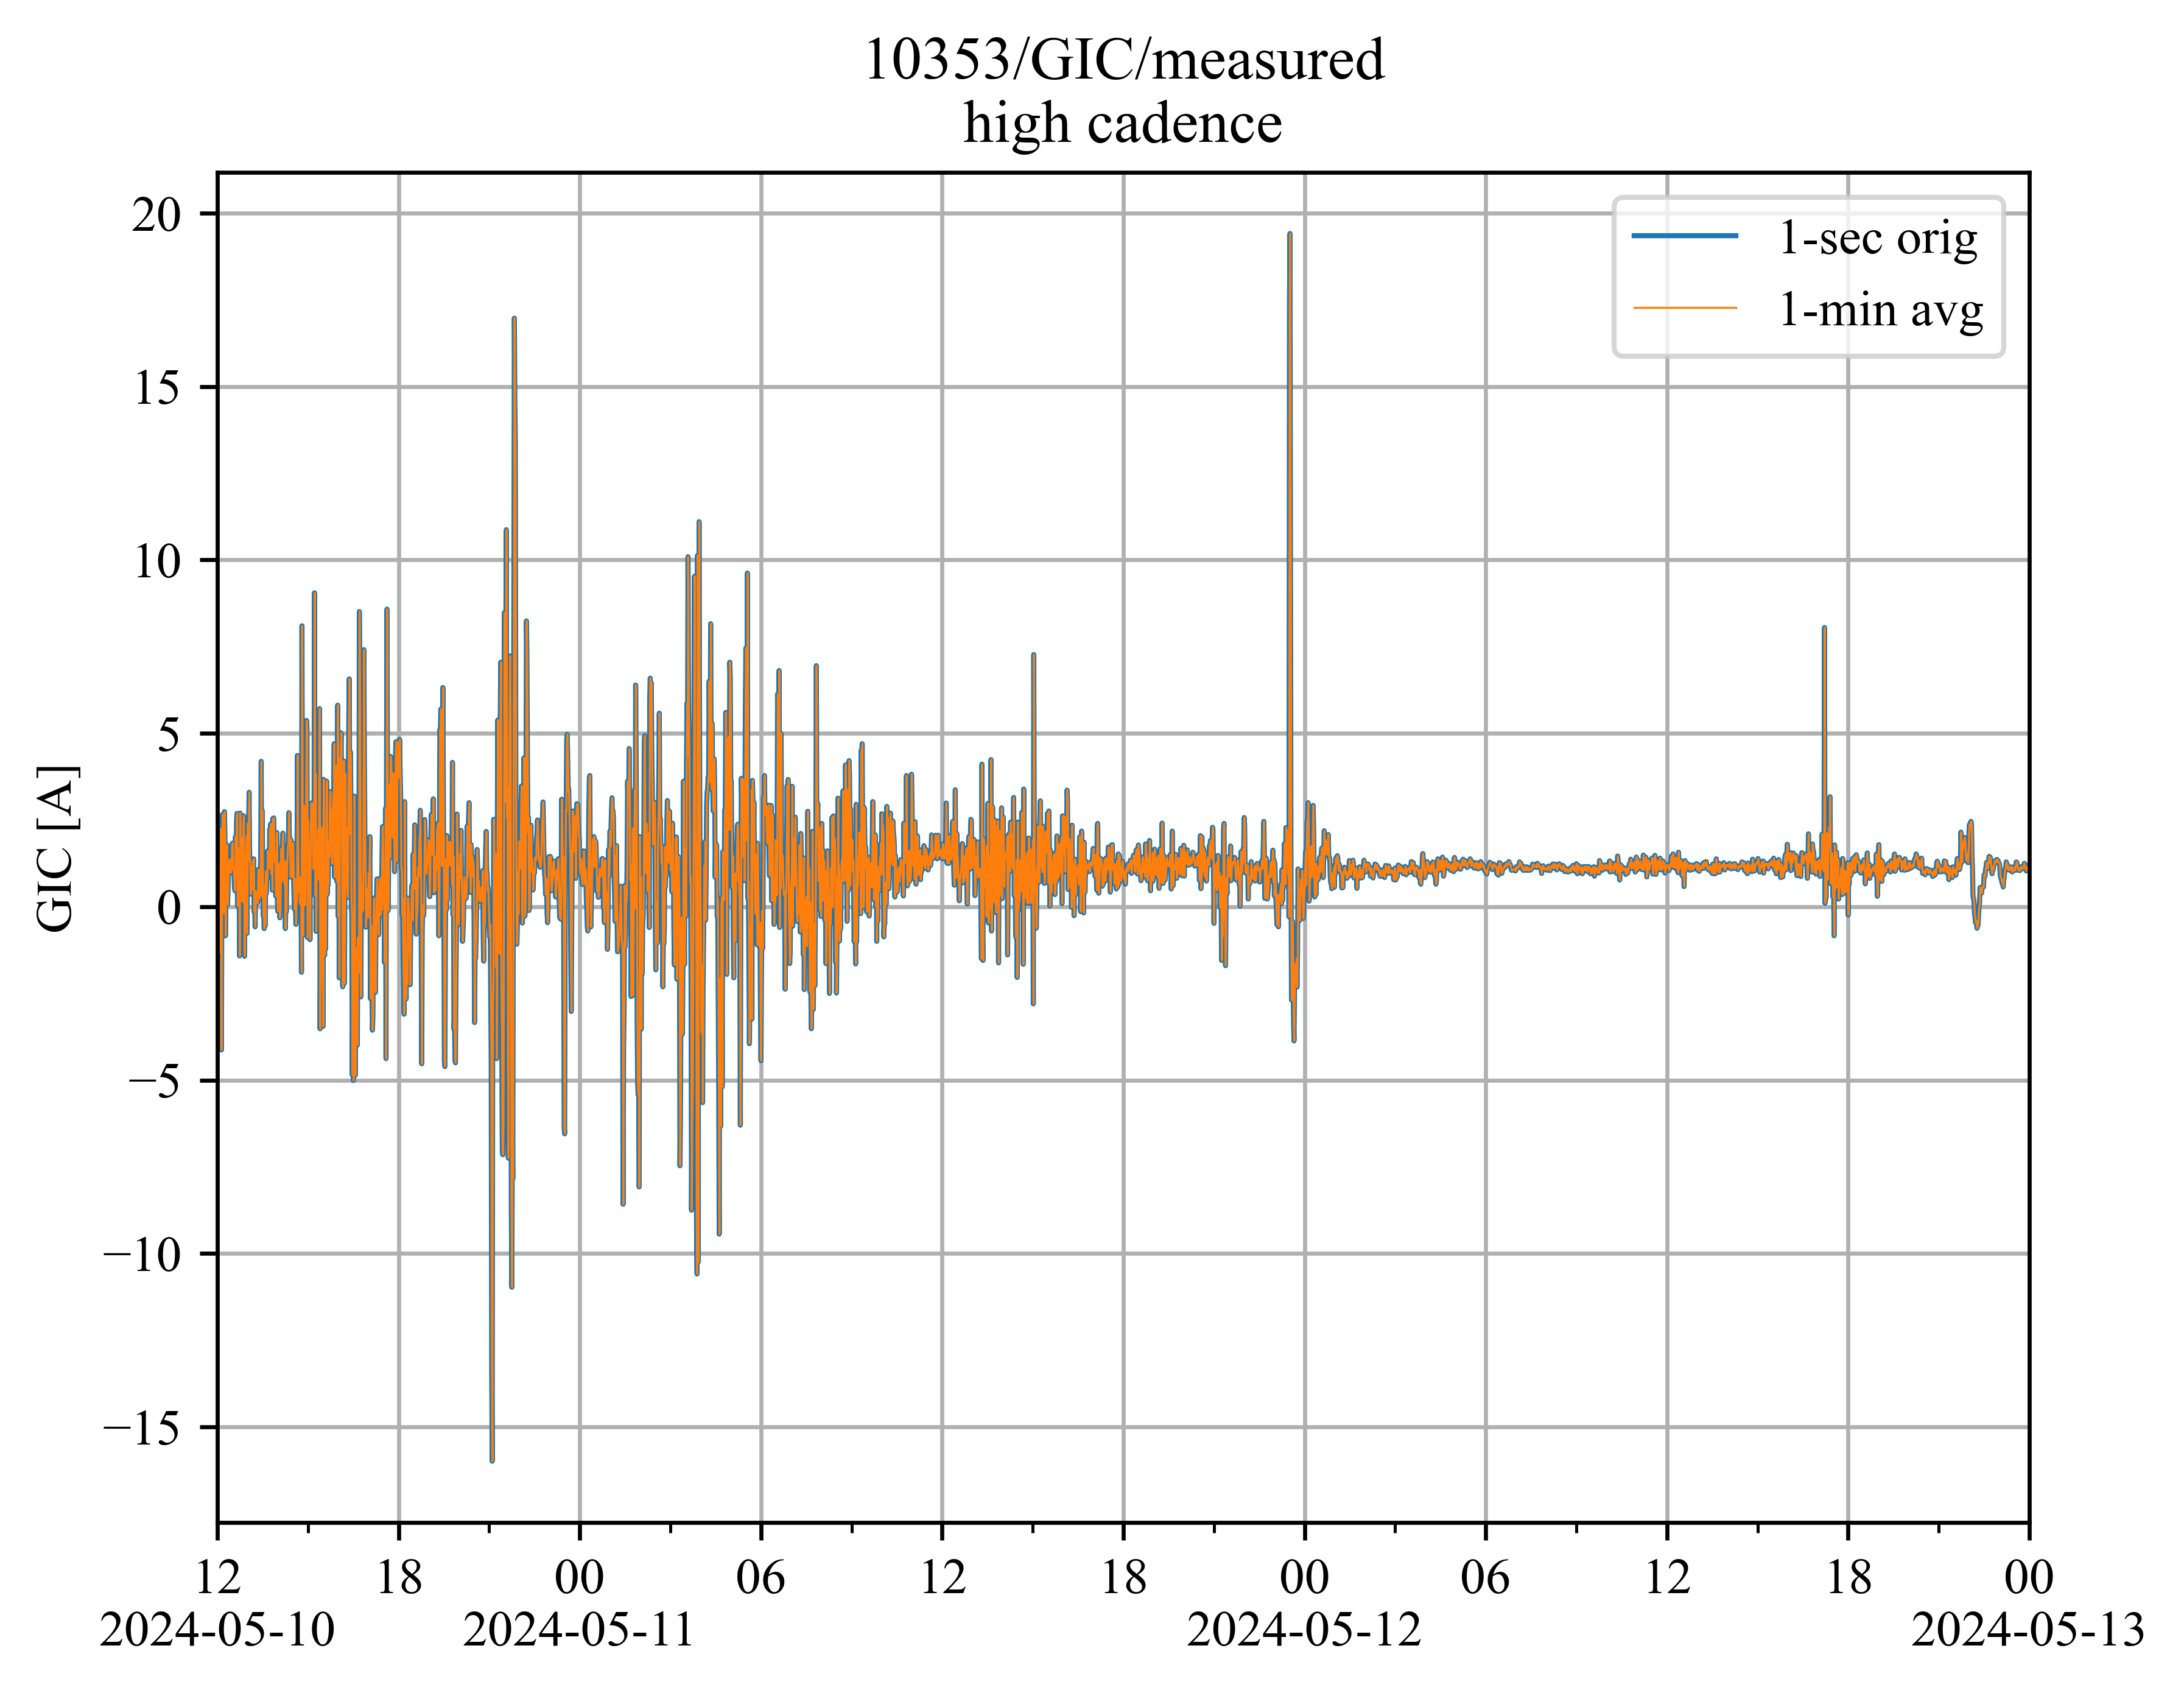 10353/GIC/measured
high cadence
1-sec orig
1-min avg
GIC [A]
20
15
10
5
0
−5
−10
−15
12 18 00 06 12 18 00 06 12 18 00
2024-05-10 2024-05-11 2024-05-12 2024-05-13